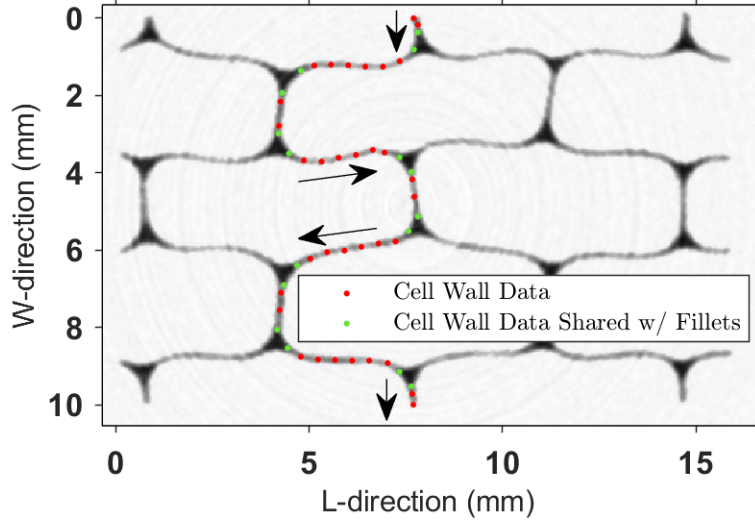 0
2
4
6
8
10
W-direction (mm)
Cell Wall Data
Cell Wall Data Shared w/ Fillets
0 5 10 15
L-direction (mm)